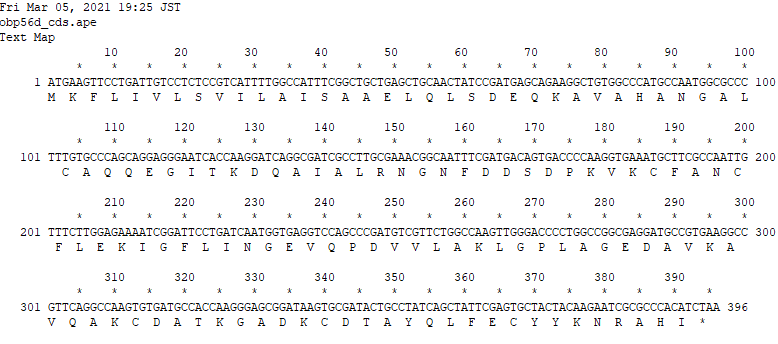 Fri Mar 05, 2021 19:25 JST
obp56d_cds.ape
Text Map
10 20 30 40 50 60 70 80 90 100
* * * * * * * * * * * * * * * * * * * *
1 ATGAAGTTCCTGATTGTCCTCTCCGTCATTTTGGCCATTTCGGCTGCTGAGCTGCAACTATCCGATGAGCAGAAGGCTGTGGCCCATGCCAATGGCGCCC 100
M K F L I V L S V I L A I S A A E L Q L S D E Q K A V A H A N G A L
110 120 130 140 150 160 170 180 190 200
* * * * * * * * * * * * * * * * * * * *
101 TTTGTGCCCAGCAGGAGGGAATCACCAAGGATCAGGCGATCGCCTTGCGAAACGGCAATTTCGATGACAGTGACCCCAAGGTGAAATGCTTCGCCAATTG 200
C A Q Q E G I T K D Q A I A L R N G N F D D S D P K V K C F A N C
210 220 230 240 250 260 270 280 290 300
* * * * * * * * * * * * * * * * * * * *
201 TTTCTTGGAGAAAATCGGATTCCTGATCAATGGTGAGGTCCAGCCCGATGTCGTTCTGGCCAAGTTGGGACCCCTGGCCGGCGAGGATGCCGTGAAGGCC 300
F L E K I G F L I N G E V Q P D V V L A K L G P L A G E D A V K A
310 320 330 340 350 360 370 380 390
* * * * * * * * * * * * * * * * * * *
301 GTTCAGGCCAAGTGTGATGCCACCAAGGGAGCGGATAAGTGCGATACTGCCTATCAGCTATTCGAGTGCTACTACAAGAATCGCGCCCACATCTAA 396
V Q A K C D A T K G A D K C D T A Y Q L F E C Y Y K N R A H I *